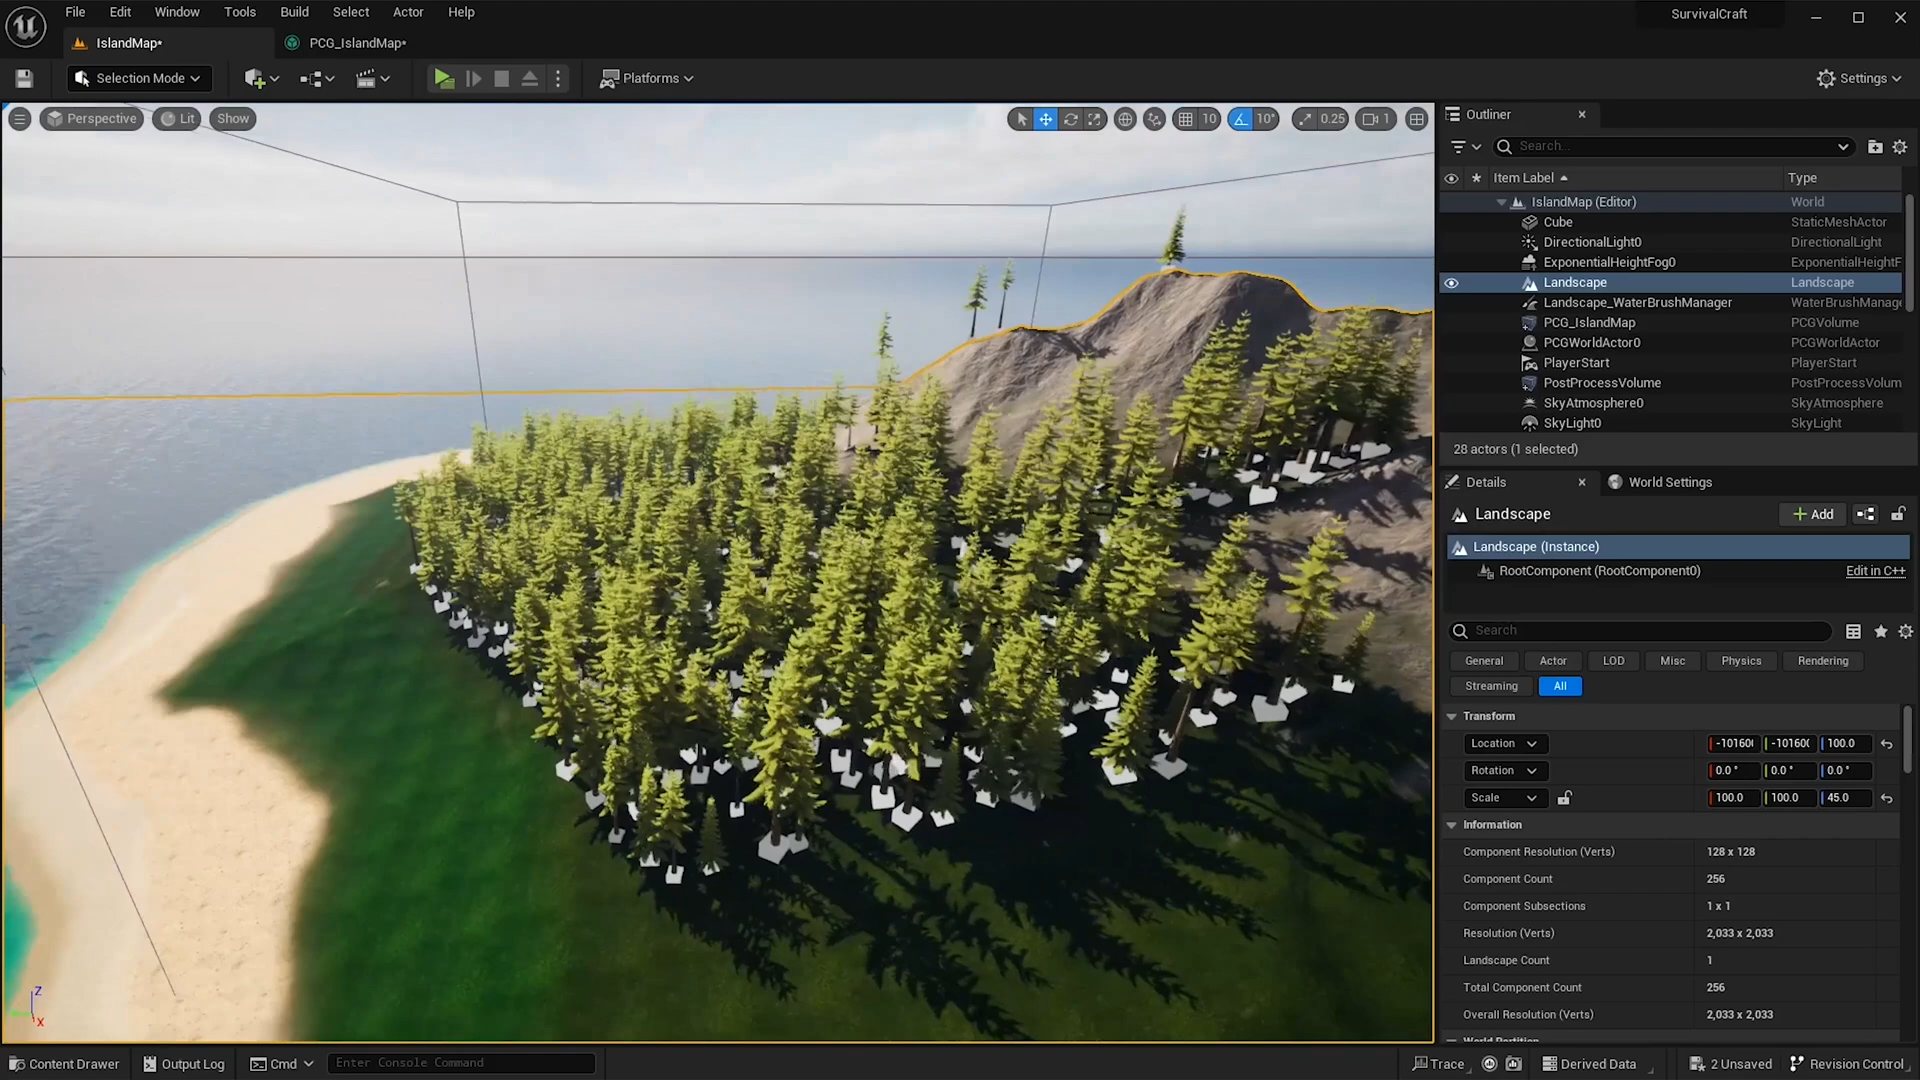 File Edit Window Tools Build Select Actor Help
SurvivalCraft
IslandMap*
PCG_IslandMap*
Selection Mode
Platforms
Settings
Perspective
Lit
Show
10
10°
0.25
1
Outliner
Search...
Item Label
Type
IslandMap (Editor) World
Cube StaticMeshActor
DirectionalLight0 DirectionalLight
ExponentialHeightFog0 ExponentialHeightF
Landscape Landscape
Landscape_WaterBrushManager WaterBrushManage
PCG_IslandMap PCGVolume
PCGWorldActor0 PCGWorldActor
PlayerStart PlayerStart
PostProcessVolume PostProcessVolum
SkyAtmosphere0 SkyAtmosphere
SkyLight0 SkyLight
28 actors (1 selected)
Details
World Settings
Landscape
+ Add
Landscape (Instance)
RootComponent (RootComponent0) Edit in C++
Search
General Actor LOD Misc Physics Rendering
Streaming All
Transform
Location -10160 -10160 100.0
Rotation 0.0° 0.0° 0.0°
Scale 100.0 100.0 45.0
Information
Component Resolution (Verts) 128 x 128
Component Count 256
Component Subsections 1 x 1
Resolution (Verts) 2,033 x 2,033
Landscape Count 1
Total Component Count 256
Overall Resolution (Verts) 2,033 x 2,033
World Partition
Z
X
Content Drawer
Output Log
Cmd
Enter Console Command
Trace
Derived Data
2 Unsaved
Revision Control